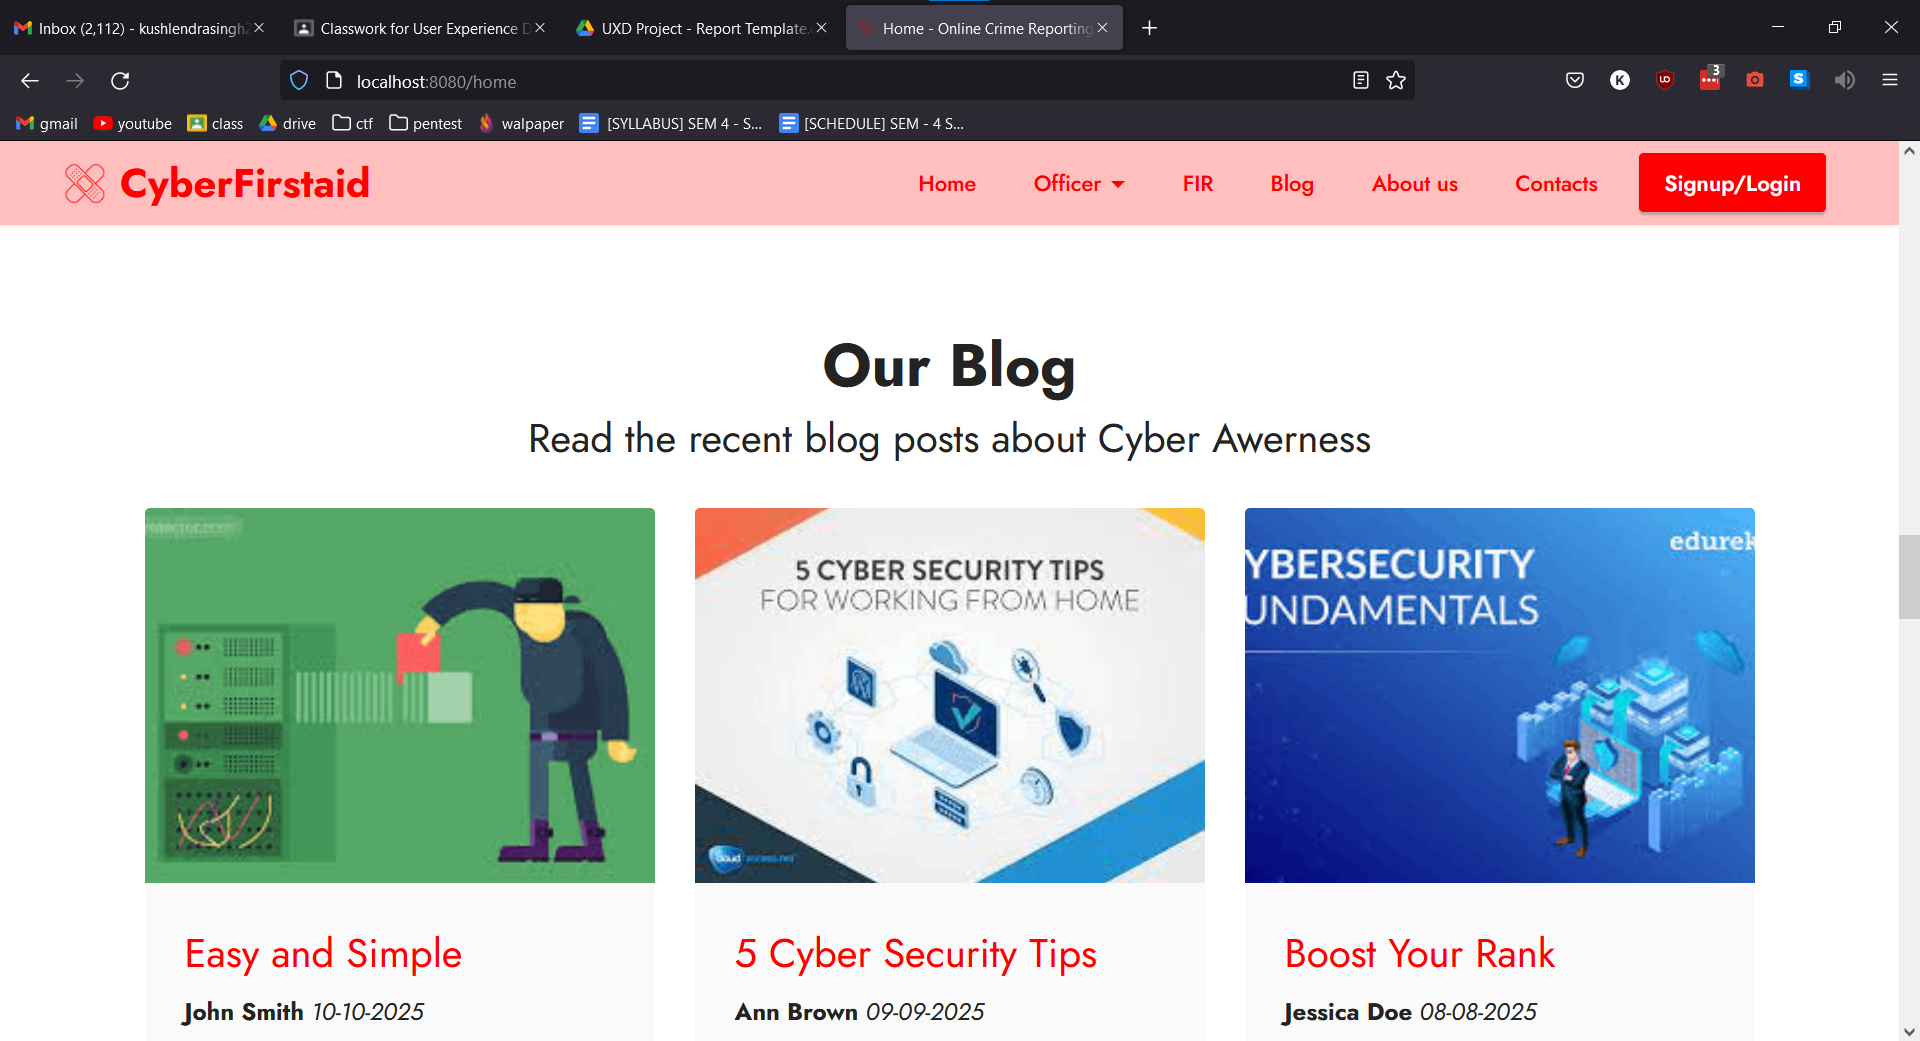 Inbox (2,112) - kushlendrasingh2
Classwork for User Experience D
UXD Project - Report Template.
Home - Online Crime Reporting
localhost:8080/home
3
K
S
gmail
youtube
class
drive
ctf
pentest
walpaper
[SYLLABUS] SEM 4 - S...
[SCHEDULE] SEM - 4 S...
CyberFirstaid
Home
Officer
FIR
Blog
About us
Contacts
Signup/Login
Our Blog
Read the recent blog posts about Cyber Awerness
5 CYBER SECURITY TIPS
FOR WORKING FROM HOME
edurek
YBERSECURITY
UNDAMENTALS
Easy and Simple
John Smith 10-10-2025
5 Cyber Security Tips
Ann Brown 09-09-2025
Boost Your Rank
Jessica Doe 08-08-2025